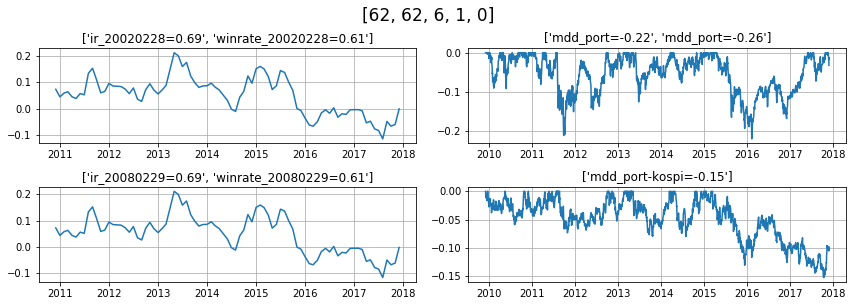 [62, 62, 6, 1, 0]
['ir_20020228=0.69', 'winrate_20020228=0.61']
0.2
0.1
0.0
−0.1
2011 2012 2013 2014 2015 2016 2017 2018
['mdd_port=-0.22', 'mdd_port=-0.26']
0.0
−0.1
−0.2
2010 2011 2012 2013 2014 2015 2016 2017 2018
['ir_20080229=0.69', 'winrate_20080229=0.61']
0.2
0.1
0.0
−0.1
2011 2012 2013 2014 2015 2016 2017 2018
['mdd_port-kospi=-0.15']
0.00
−0.05
−0.10
−0.15
2010 2011 2012 2013 2014 2015 2016 2017 2018